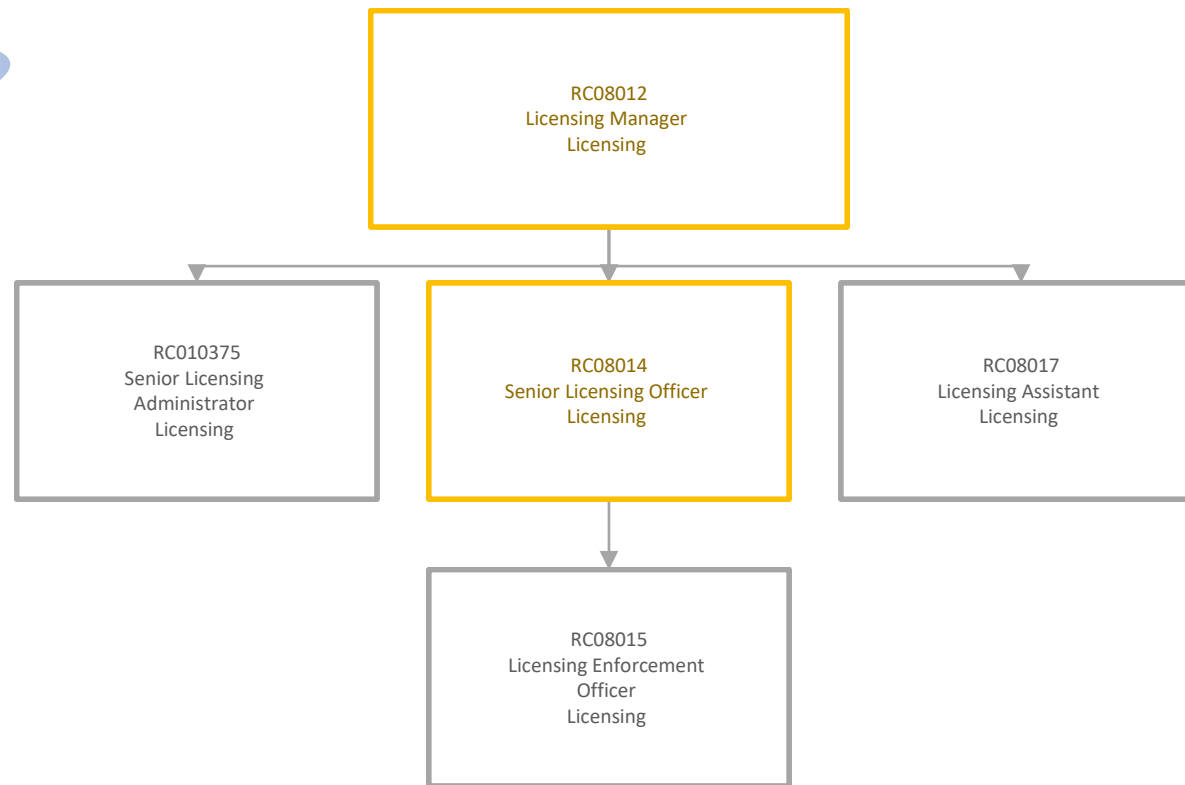 RC08012
Licensing Manager
Licensing
RC010375
Senior Licensing
Administrator
Licensing
RC08014
Senior Licensing Officer
Licensing
RC08017
Licensing Assistant
Licensing
RC08015
Licensing Enforcement
Officer
Licensing